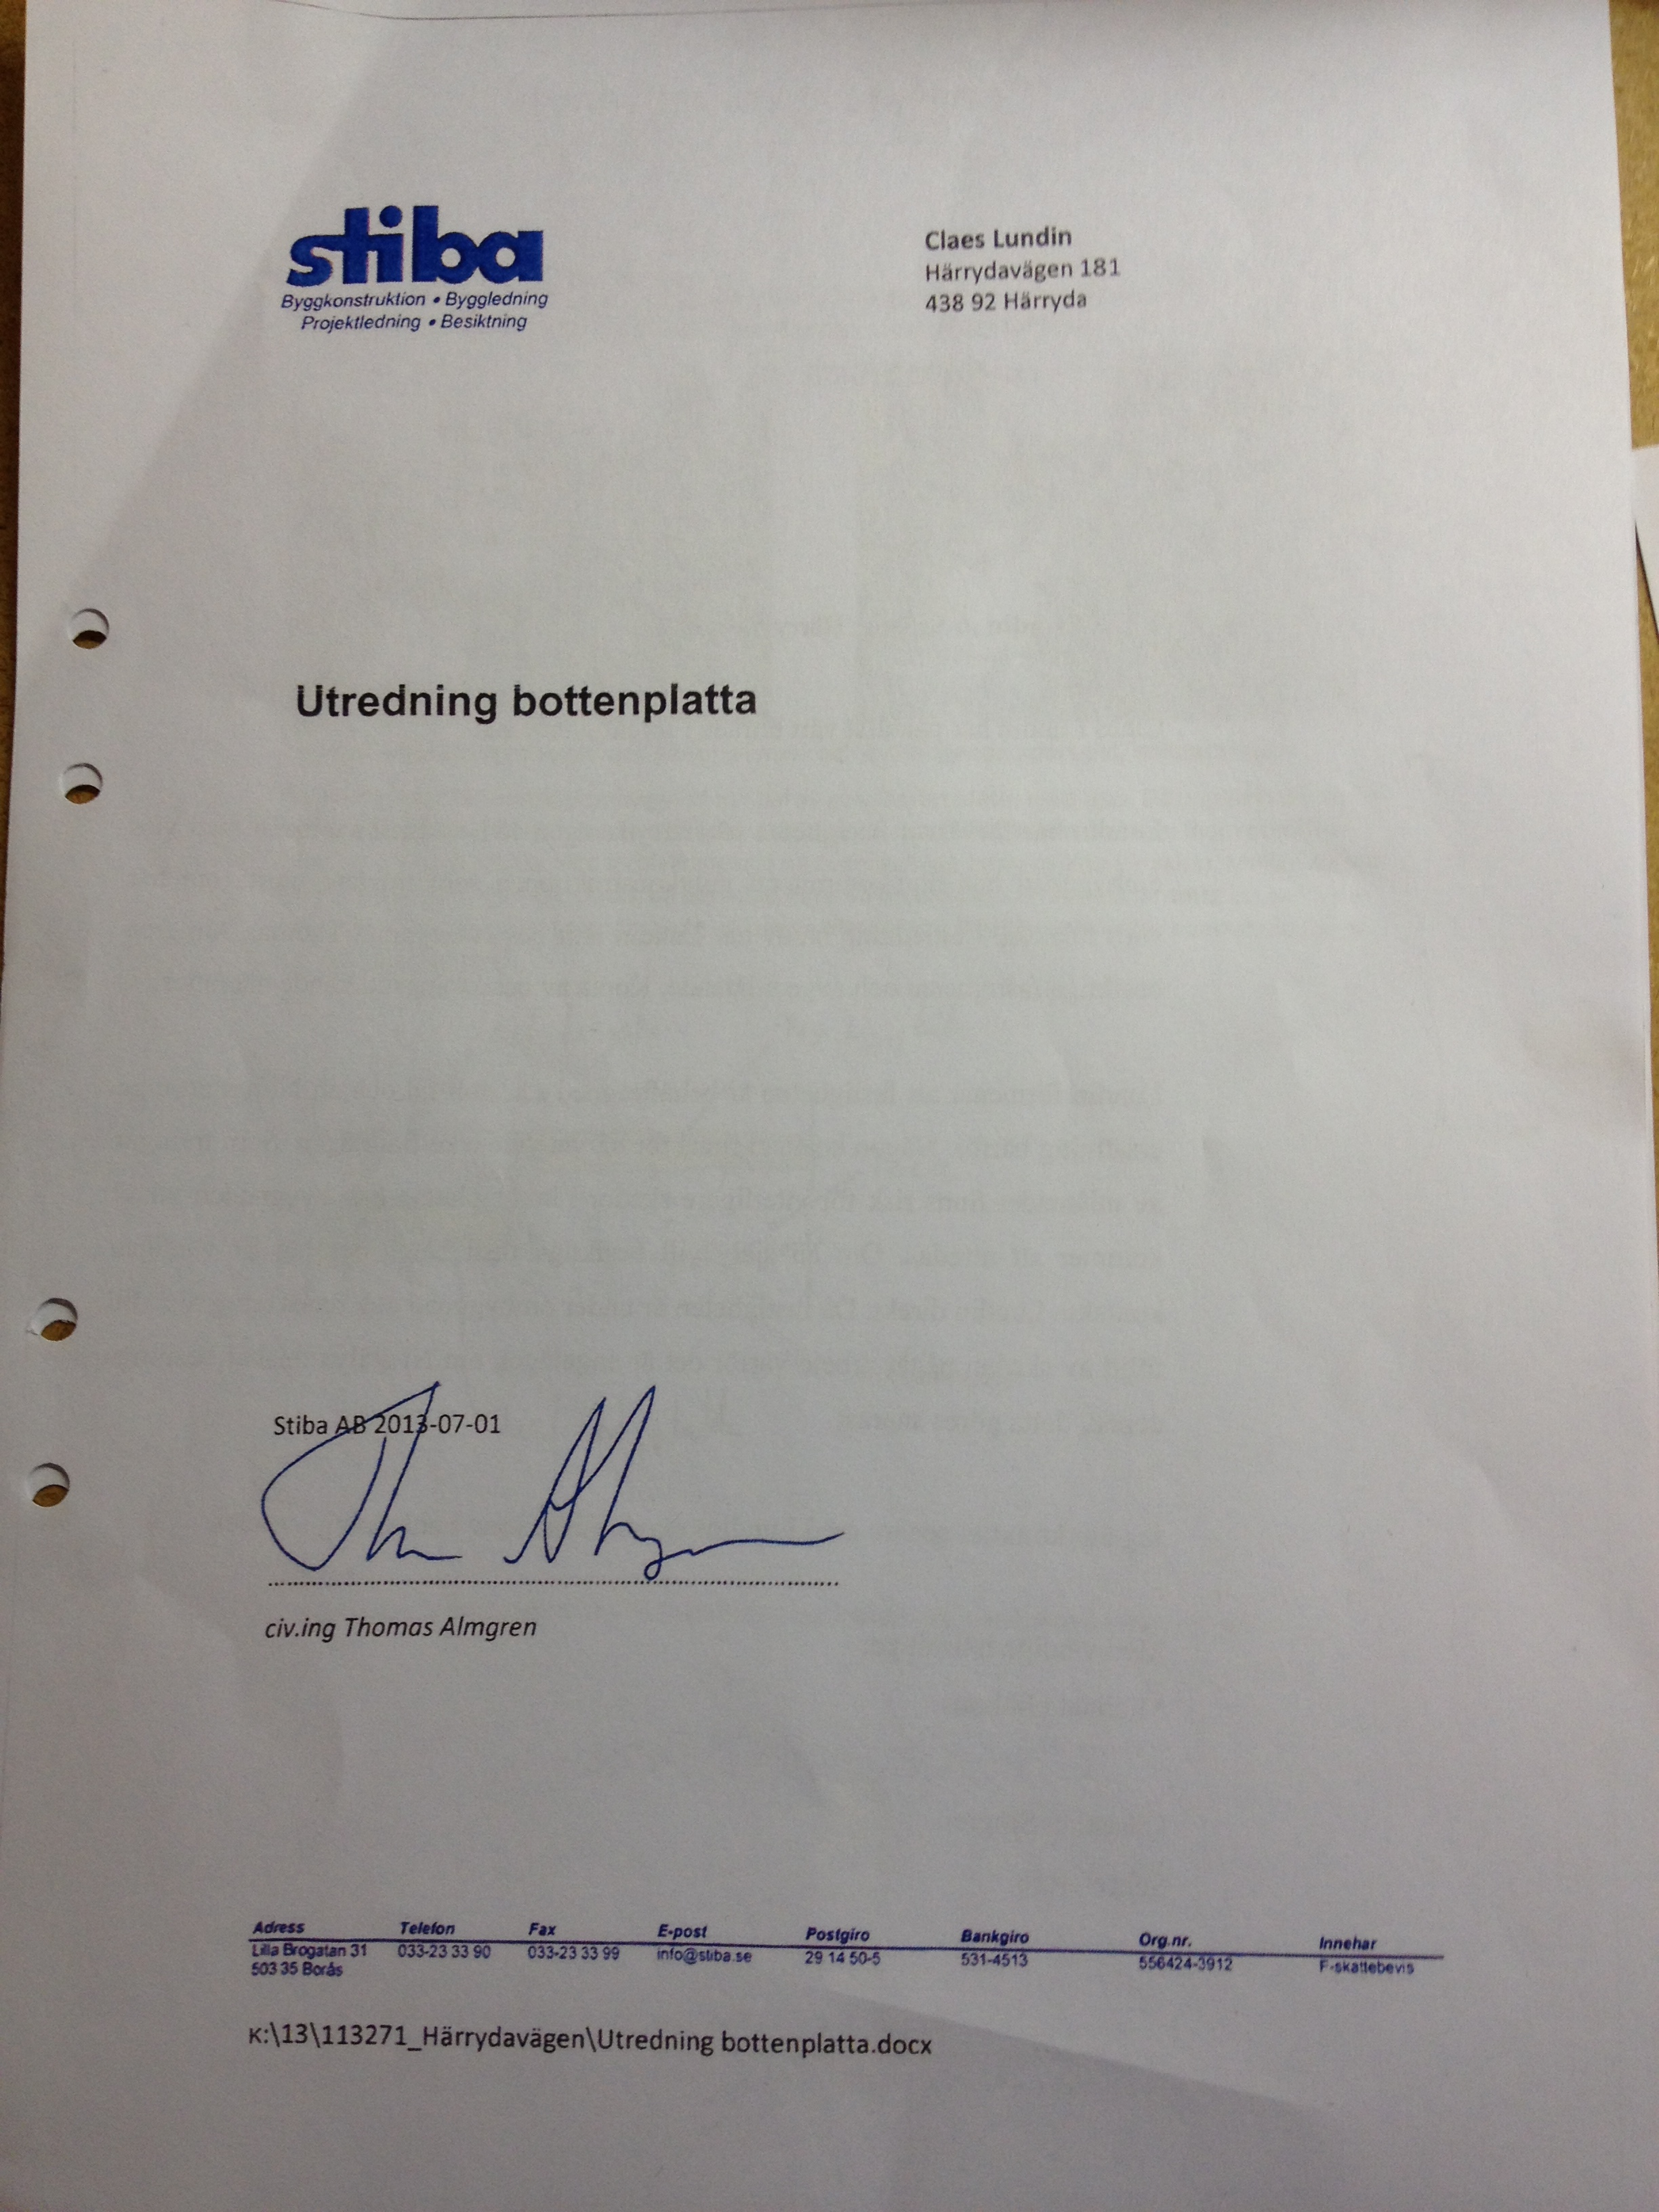 stiba
Byggkonstruktion • Byggledning
Projektledning • Besiktning
Claes Lundin
Härrydavägen 181
438 92 Härryda
Utredning bottenplatta
Stiba AB 2013-07-01
civ.ing Thomas Almgren
Adress Telefon Fax E-post Postgiro Bankgiro Org.nr. Innehar
Lilla Brogatan 31 033-23 33 90 033-23 33 99 info@stiba.se 29 14 50-5 531-4513 556424-3912 F-skattebevis
503 35 Borås
K:\13\113271_Härrydavägen\Utredning bottenplatta.docx